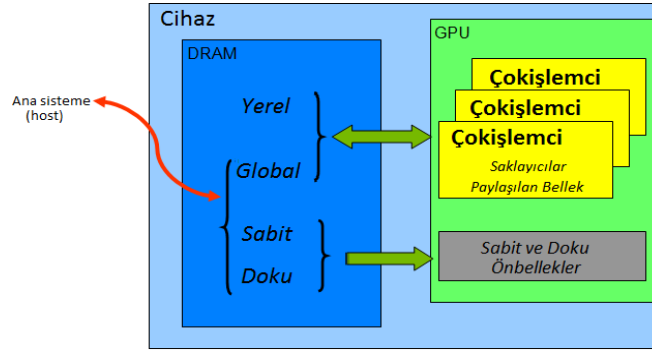 Cihaz
DRAM
GPU
Ana sisteme
(host)
Yerel
Global
Sabit
Doku
Çokişlemci
Çokişlemci
Çokişlemci
Saklayıcılar
Paylaşılan Bellek
Sabit ve Doku
Önbellekler